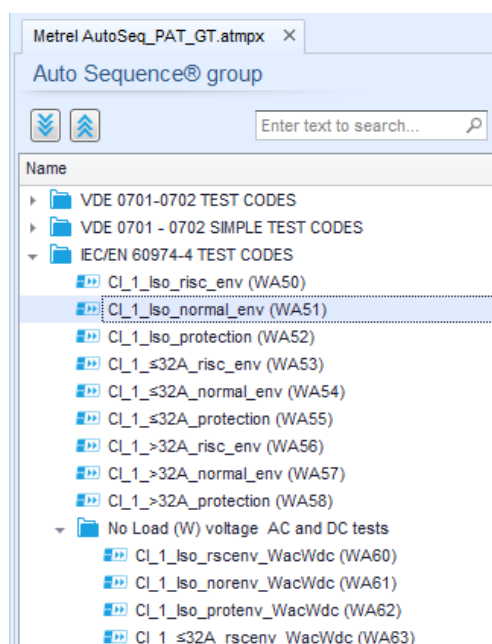 Metrel AutoSeq_PAT_GT.atmpx ×
Auto Sequence® group
Enter text to search...
Name
VDE 0701-0702 TEST CODES
VDE 0701 - 0702 SIMPLE TEST CODES
IEC/EN 60974-4 TEST CODES
Cl_1_Iso_risc_env (WA50)
Cl_1_Iso_normal_env (WA51)
Cl_1_Iso_protection (WA52)
Cl_1_≤32A_risc_env (WA53)
Cl_1_≤32A_normal_env (WA54)
Cl_1_≤32A_protection (WA55)
Cl_1_>32A_risc_env (WA56)
Cl_1_>32A_normal_env (WA57)
Cl_1_>32A_protection (WA58)
No Load (W) voltage AC and DC tests
Cl_1_Iso_rscenv_WacWdc (WA60)
Cl_1_Iso_norenv_WacWdc (WA61)
Cl_1_Iso_protenv_WacWdc (WA62)
Cl_1_≤32A_rscenv_WacWdc (WA63)